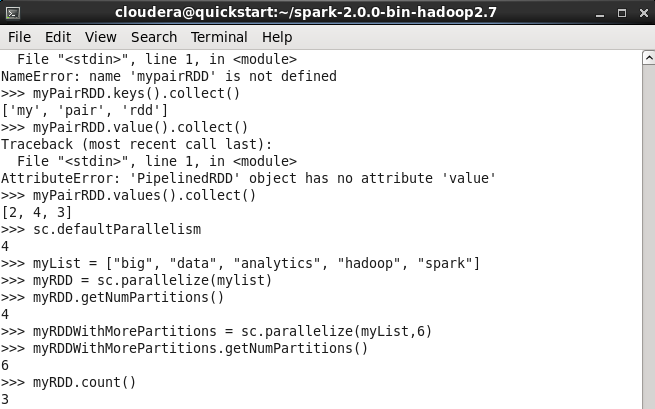 cloudera@quickstart:~/spark-2.0.0-bin-hadoop2.7
File Edit View Search Terminal Help
  File "<stdin>", line 1, in <module>
NameError: name 'mypairRDD' is not defined
>>> myPairRDD.keys().collect()
['my', 'pair', 'rdd']
>>> myPairRDD.value().collect()
Traceback (most recent call last):
  File "<stdin>", line 1, in <module>
AttributeError: 'PipelinedRDD' object has no attribute 'value'
>>> myPairRDD.values().collect()
[2, 4, 3]
>>> sc.defaultParallelism
4
>>> myList = ["big", "data", "analytics", "hadoop", "spark"]
>>> myRDD = sc.parallelize(mylist)
>>> myRDD.getNumPartitions()
4
>>> myRDDWithMorePartitions = sc.parallelize(myList,6)
>>> myRDDWithMorePartitions.getNumPartitions()
6
>>> myRDD.count()
3